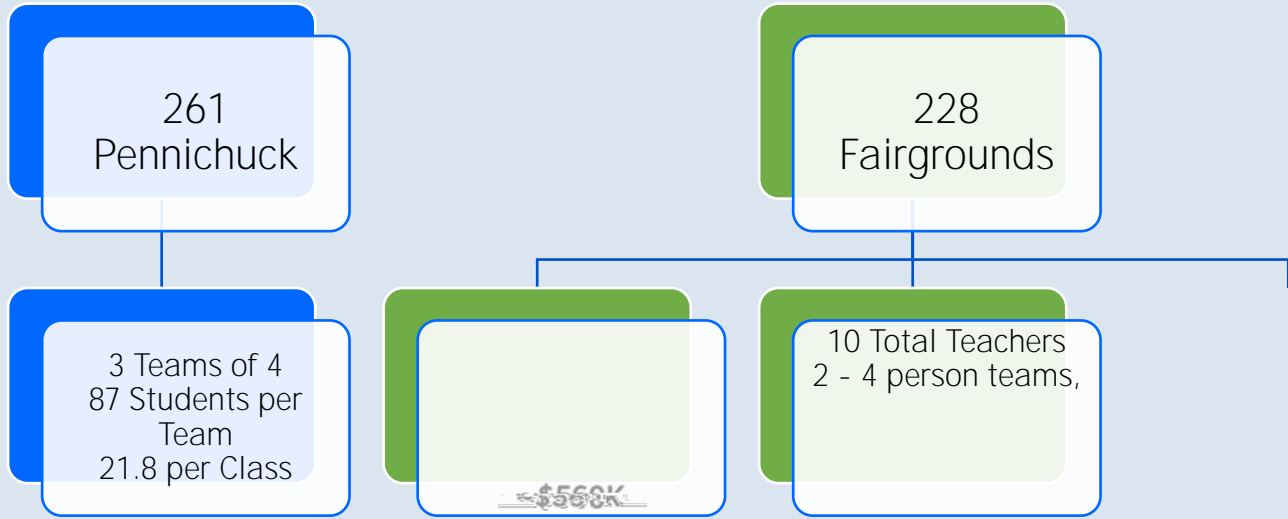 261
Pennichuck
228
Fairgrounds
3 Teams of 4
87 Students per
Team
21.8 per Class
10 Total Teachers
2 - 4 person teams,